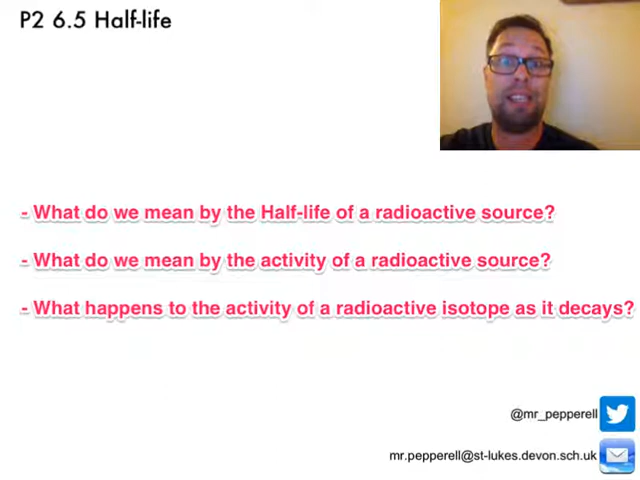 P2 6.5 Half-life
- What do we mean by the Half-life of a radioactive source?
- What do we mean by the activity of a radioactive source?
- What happens to the activity of a radioactive isotope as it decays?
@mr_pepperell
mr.pepperell@st-lukes.devon.sch.uk